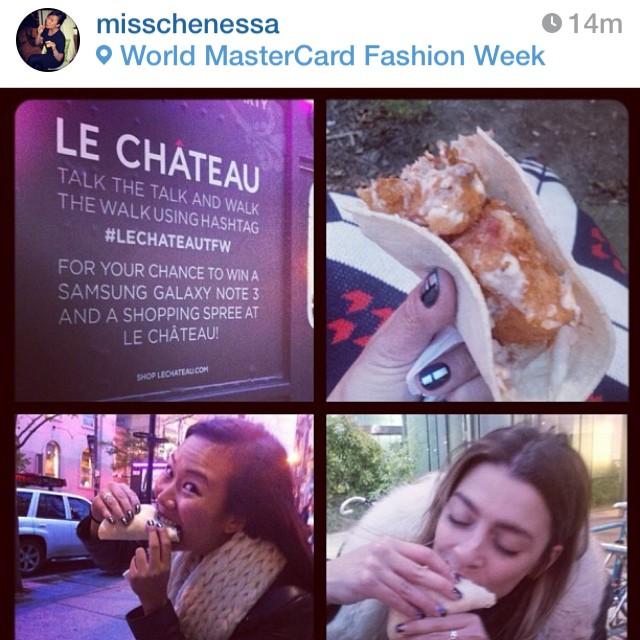 misschenessa
14m
World MasterCard Fashion Week
LE CHÂTEAU
TALK THE TALK AND WALK
THE WALK USING HASHTAG
#LECHATEAUTFW
FOR YOUR CHANCE TO WIN A
SAMSUNG GALAXY NOTE 3
AND A SHOPPING SPREE AT
LE CHÂTEAU!
SHOP LECHATEAU.COM